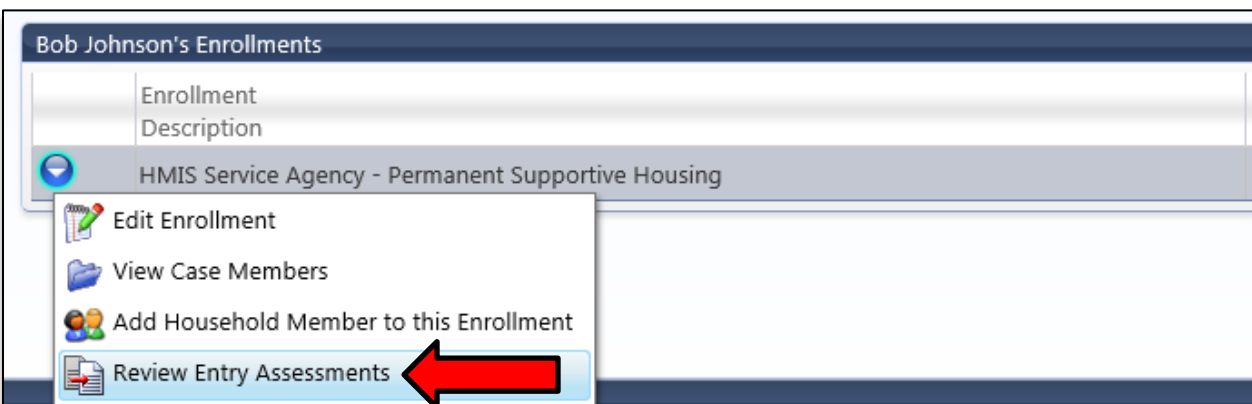 Bob Johnson's Enrollments
Enrollment
Description
HMIS Service Agency - Permanent Supportive Housing
Edit Enrollment
View Case Members
Add Household Member to this Enrollment
Review Entry Assessments